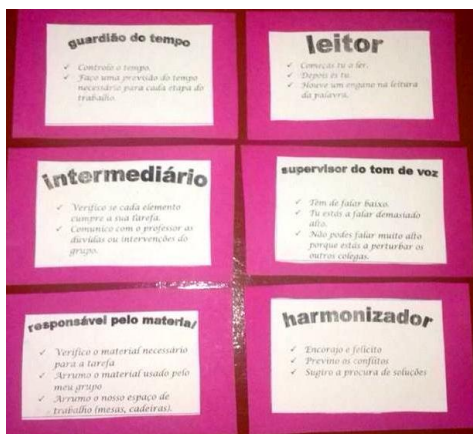 guardião do tempo
✓ Controlo o tempo.
✓ Faço uma previsão do tempo
necessário para cada etapa do
trabalho.
leitor
✓ Começas tu a ler.
✓ Depois és tu.
✓ Houve um engano na leitura
da palavra.
intermediário
✓ Verifico se cada elemento
cumpre a sua tarefa.
✓ Comunico com o professor as
dúvidas ou intervenções do
grupo.
supervisor do tom de voz
✓ Têm de falar baixo.
✓ Tu estás a falar demasiado
alto.
✓ Não podes falar muito alto
porque estás a perturbar os
outros colegas.
responsável pelo material
✓ Verifico o material necessário
para a tarefa
✓ Arrumo o material usado pelo
meu grupo
✓ Arrumo o nosso espaço de
trabalho (mesas, cadeiras).
harmonizador
✓ Encorajo e felicito
✓ Previno os conflitos
✓ Sugiro a procura de soluções